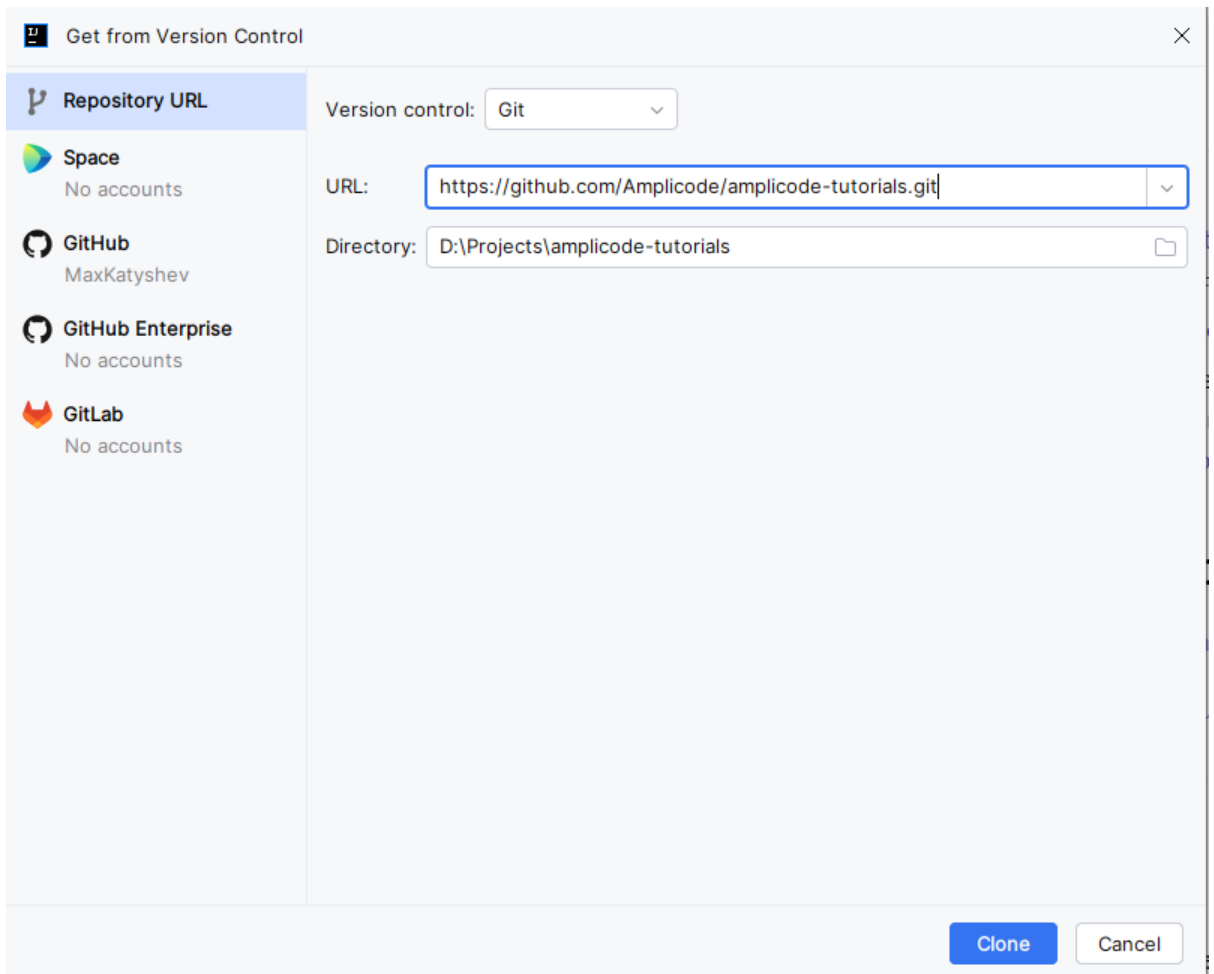 Get from Version Control
Repository URL
Space
No accounts
GitHub
MaxKatyshev
GitHub Enterprise
No accounts
GitLab
No accounts
Version control: Git
URL: https://github.com/Amplicode/amplicode-tutorials.git
Directory: D:\Projects\amplicode-tutorials
Clone Cancel